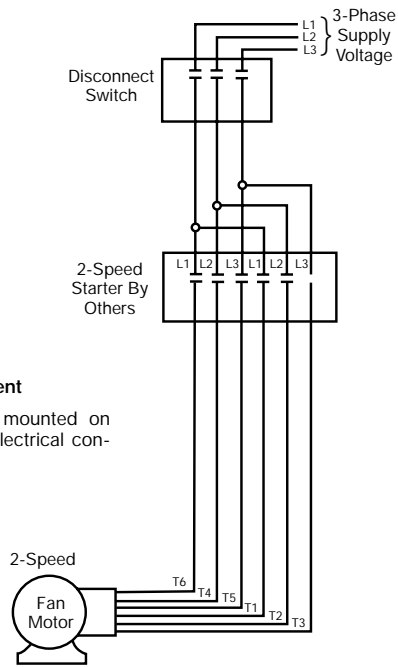 L1
3-Phase
L2
Supply
L3
Voltage
Disconnect
Switch
L1 L2 L3 L1 L2 L3
2-Speed
Starter By
Others
ent
mounted on
lectrical con-
2-Speed
T6
T4
T5
T1
T2
T3
Fan
Motor